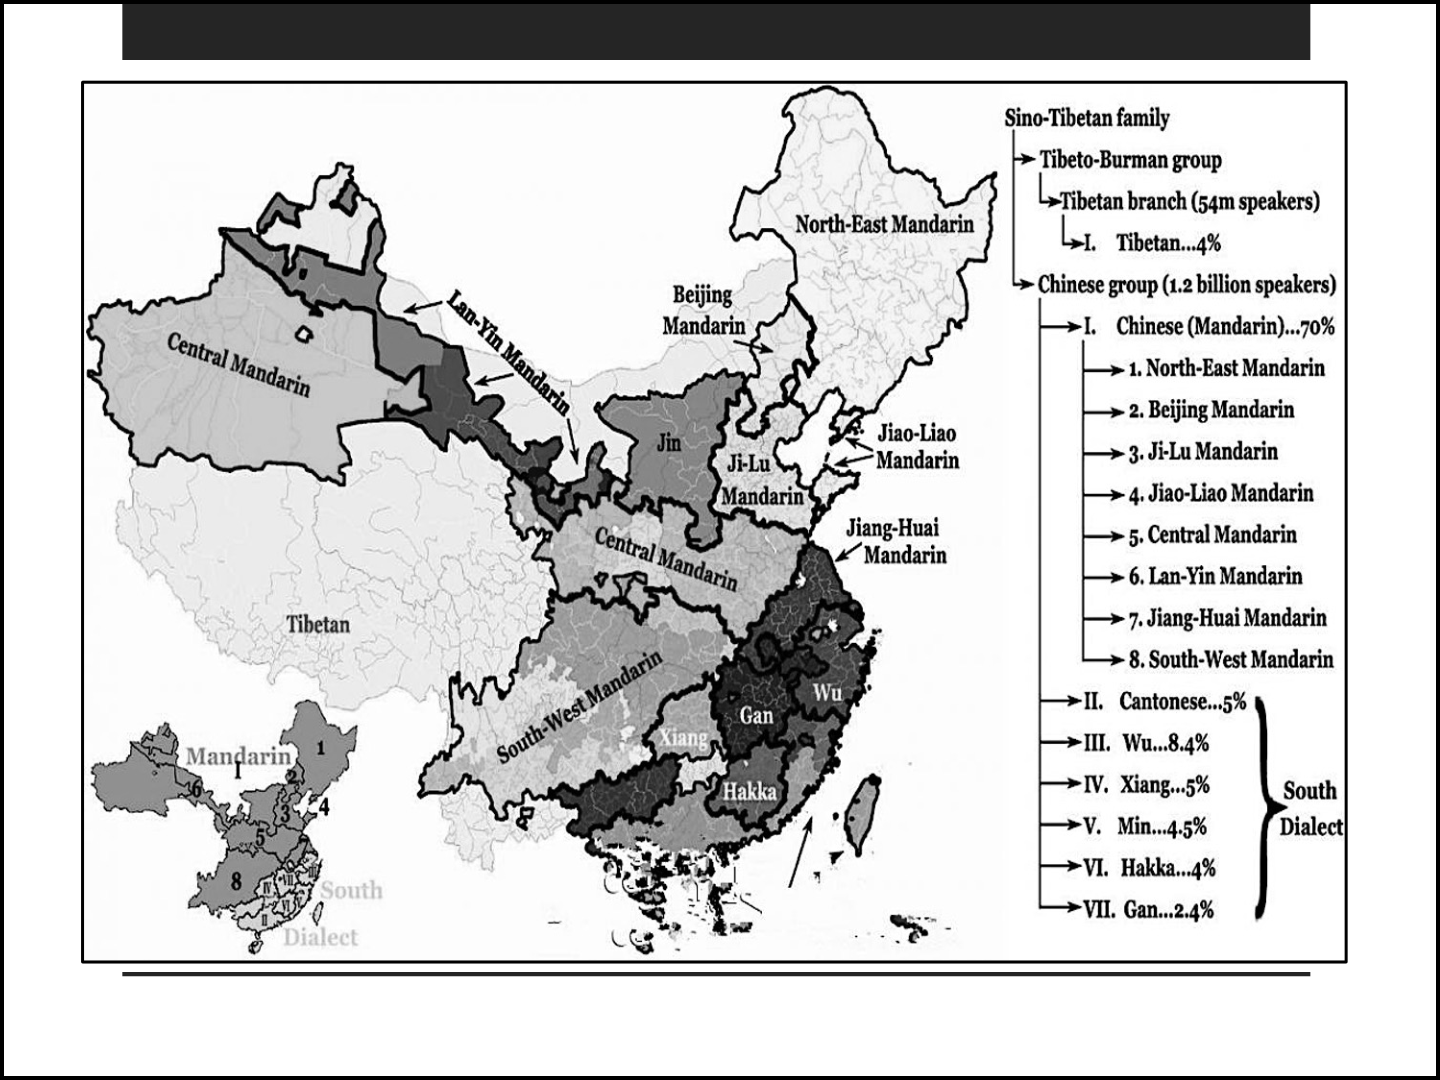 North-East Mandarin
Beijing
Mandarin
Lan-Yin Mandarin
Central Mandarin
Jin
Ji-Lu
Mandarin
Jiao-Liao
Mandarin
Jiang-Huai
Mandarin
Central Mandarin
Tibetan
South-West Mandarin
Wu
Gan
Xiang
Hakka
Mandarin
I
1
2
6
3
4
5
8
IV
VII
III
VI
II
South
Dialect
Sino-Tibetan family
Tibeto-Burman group
Tibetan branch (54m speakers)
I. Tibetan...4%
Chinese group (1.2 billion speakers)
I. Chinese (Mandarin)...70%
1. North-East Mandarin
2. Beijing Mandarin
3. Ji-Lu Mandarin
4. Jiao-Liao Mandarin
5. Central Mandarin
6. Lan-Yin Mandarin
7. Jiang-Huai Mandarin
8. South-West Mandarin
II. Cantonese...5%
III. Wu...8.4%
IV. Xiang...5%
V. Min...4.5%
VI. Hakka...4%
VII. Gan...2.4%
South
Dialect